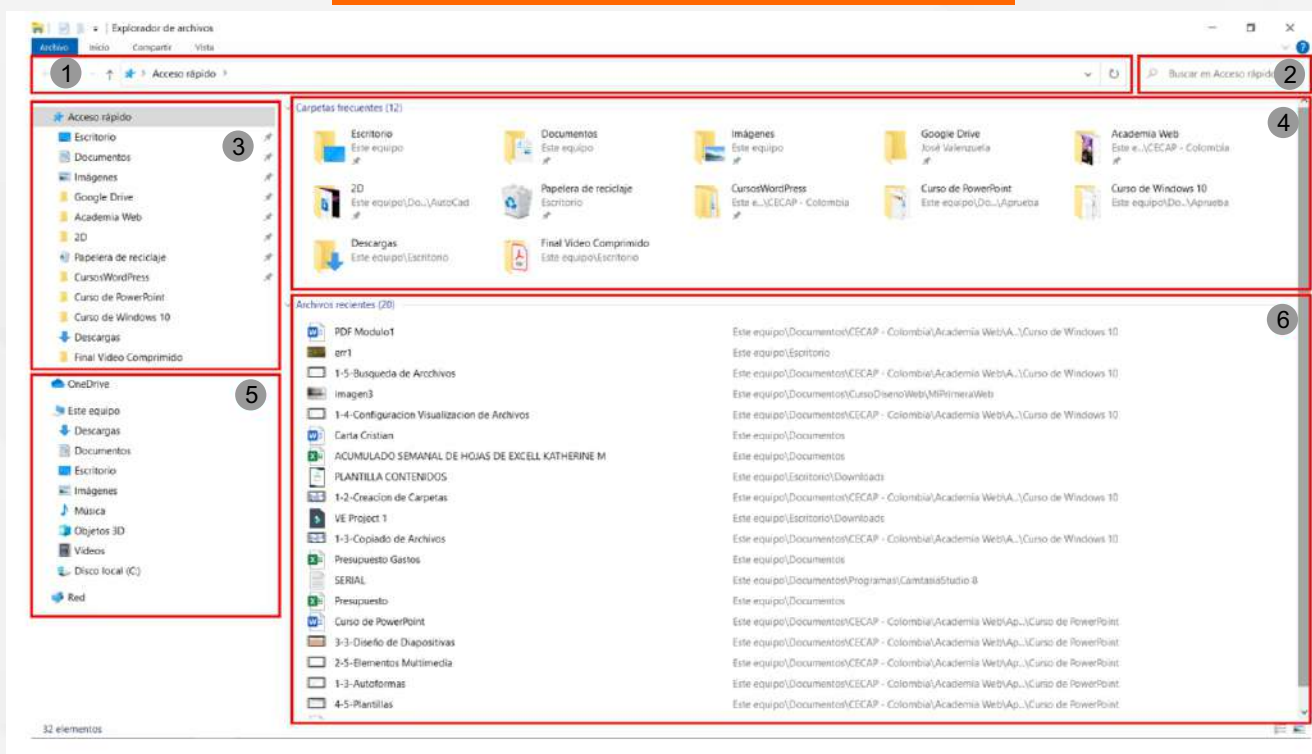 Explorador de archivos
Archivo Inicio Compartir Vista
1 Acceso rápido
Buscar en Acceso rápido 2
3
Acceso rápido
Escritorio
Documentos
Imágenes
Google Drive
Academia Web
2D
Papelera de reciclaje
CursosWordPress
Curso de PowerPoint
Curso de Windows 10
Descargas
Final Video Comprimido
5
OneDrive
Este equipo
Descargas
Documentos
Escritorio
Imágenes
Música
Objetos 3D
Vídeos
Disco local (C:)
Red
4
Carpetas frecuentes (12)
Escritorio
Este equipo
Documentos
Este equipo
Imágenes
Este equipo
Google Drive
José Valenzuela
Academia Web
Este e...\CECAP - Colombia
2D
Este equipo\Do...\AutoCad
Papelera de reciclaje
Escritorio
CursosWordPress
Este e...\CECAP - Colombia
Curso de PowerPoint
Este equipo\Do...\Aprueba
Curso de Windows 10
Este equipo\Do...\Aprueba
Descargas
Este equipo\Escritorio
Final Video Comprimido
Este equipo\Escritorio
6
Archivos recientes (20)
PDF Modulo1 Este equipo\Documentos\CECAP - Colombia\Academia Web\A...\Curso de Windows 10
err1 Este equipo\Escritorio
1-5-Busqueda de Arcchivos Este equipo\Documentos\CECAP - Colombia\Academia Web\A...\Curso de Windows 10
imagen3 Este equipo\Documentos\CursoDisenoWeb\MiPrimeraWeb
1-4-Configuracion Visualizacion de Archivos Este equipo\Documentos\CECAP - Colombia\Academia Web\A...\Curso de Windows 10
Carta Cristian Este equipo\Documentos
ACUMULADO SEMANAL DE HOJAS DE EXCELL KATHERINE M Este equipo\Documentos
PLANTILLA CONTENIDOS Este equipo\Escritorio\Downloads
1-2-Creacion de Carpetas Este equipo\Documentos\CECAP - Colombia\Academia Web\A...\Curso de Windows 10
VE Project 1 Este equipo\Escritorio\Downloads
1-3-Copiado de Archivos Este equipo\Documentos\CECAP - Colombia\Academia Web\A...\Curso de Windows 10
Presupuesto Gastos Este equipo\Documentos
SERIAL Este equipo\Documentos\Programas\CamtasiaStudio 8
Presupuesto Este equipo\Documentos
Curso de PowerPoint Este equipo\Documentos\CECAP - Colombia\Academia Web\Ap...\Curso de PowerPoint
3-3-Diseño de Diapositivas Este equipo\Documentos\CECAP - Colombia\Academia Web\Ap...\Curso de PowerPoint
2-5-Elementos Multimedia Este equipo\Documentos\CECAP - Colombia\Academia Web\Ap...\Curso de PowerPoint
1-3-Autoformas Este equipo\Documentos\CECAP - Colombia\Academia Web\Ap...\Curso de PowerPoint
4-5-Plantillas Este equipo\Documentos\CECAP - Colombia\Academia Web\Ap...\Curso de PowerPoint
32 elementos